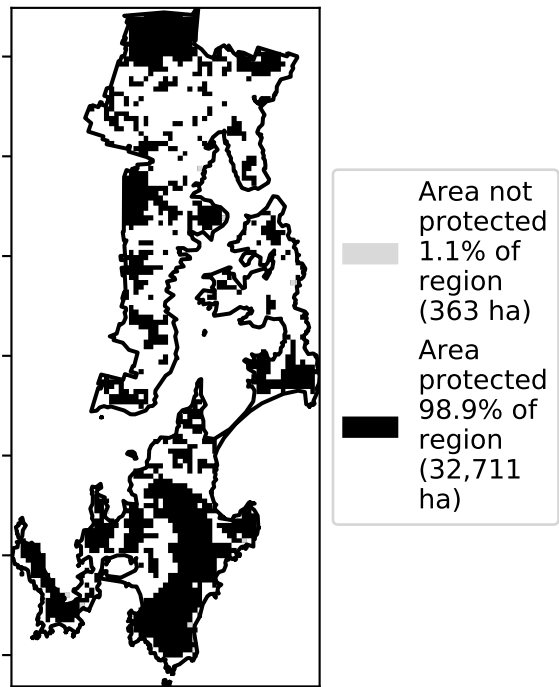 Area not
protected
1.1% of
region
(363 ha)
Area
protected
98.9% of
region
(32,711
ha)